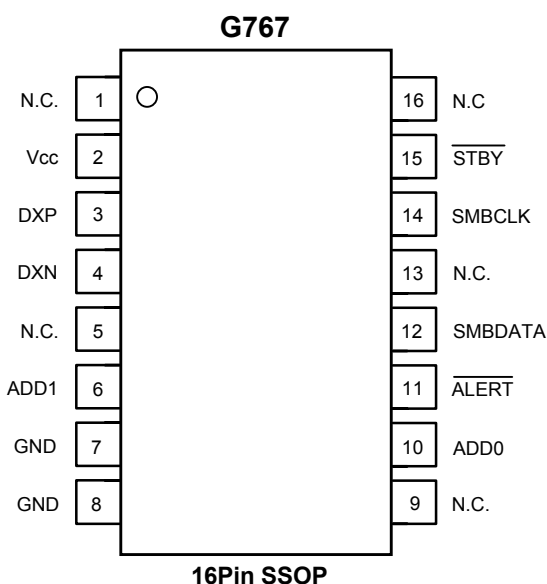 G767
N.C. 1 16 N.C
Vcc 2 15 STBY
DXP 3 14 SMBCLK
DXN 4 13 N.C.
N.C. 5 12 SMBDATA
ADD1 6 11 ALERT
GND 7 10 ADD0
GND 8 9 N.C.
16Pin SSOP